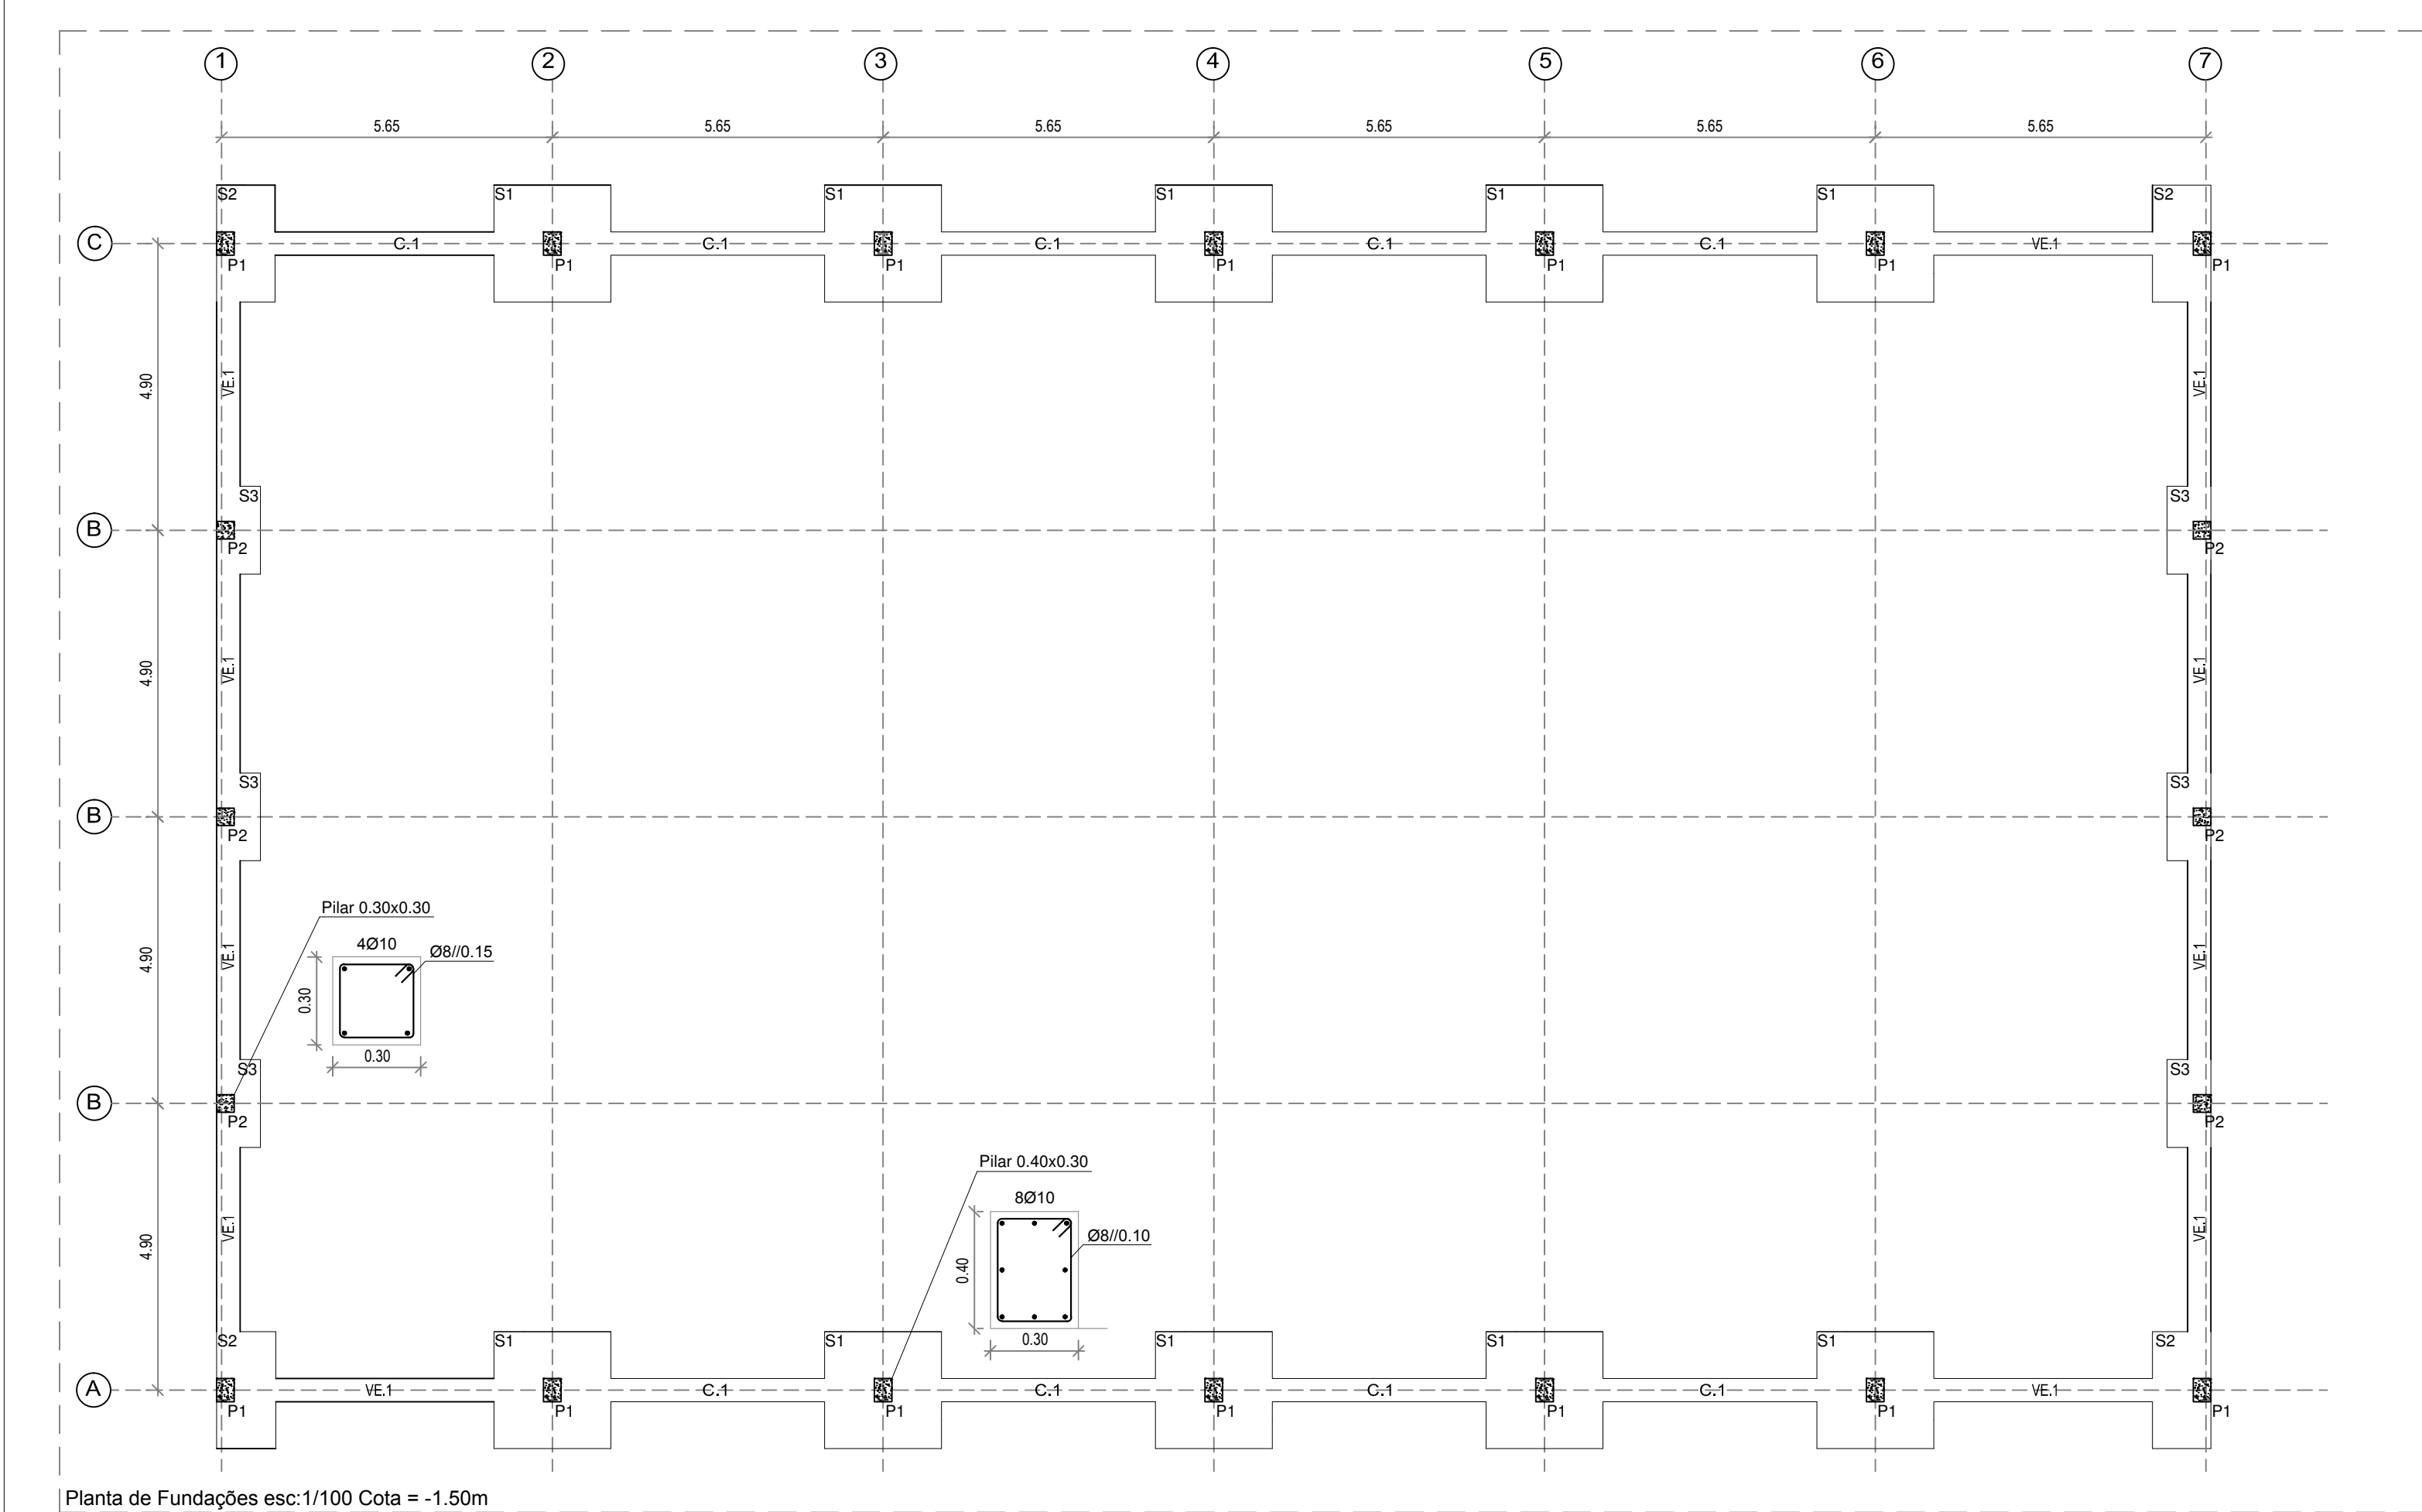 1 2 3 4 5 6 7
5.65 5.65 5.65 5.65 5.65 5.65
S2 S1 S1 S1 S1 S1 S2
C C.1 C.1 C.1 C.1 C.1 VE.1
P1 P1 P1 P1 P1 P1 P1
4.90 VE.1 VE.1
S3 S3
B
P2 P2
4.90 VE.1 VE.1
S3 S3
B
P2 P2
Pilar 0.30x0.30
4Ø10
Ø8//0.15
4.90 VE.1 VE.1
0.30
0.30
S3 S3
B
P2 P2
Pilar 0.40x0.30
8Ø10
Ø8//0.10
4.90 VE.1 VE.1
0.40
0.30
S2 S1 S1 S1 S1 S1 S2
A VE.1 C.1 C.1 C.1 C.1 VE.1
P1 P1 P1 P1 P1 P1 P1
Planta de Fundações esc:1/100 Cota = -1.50m